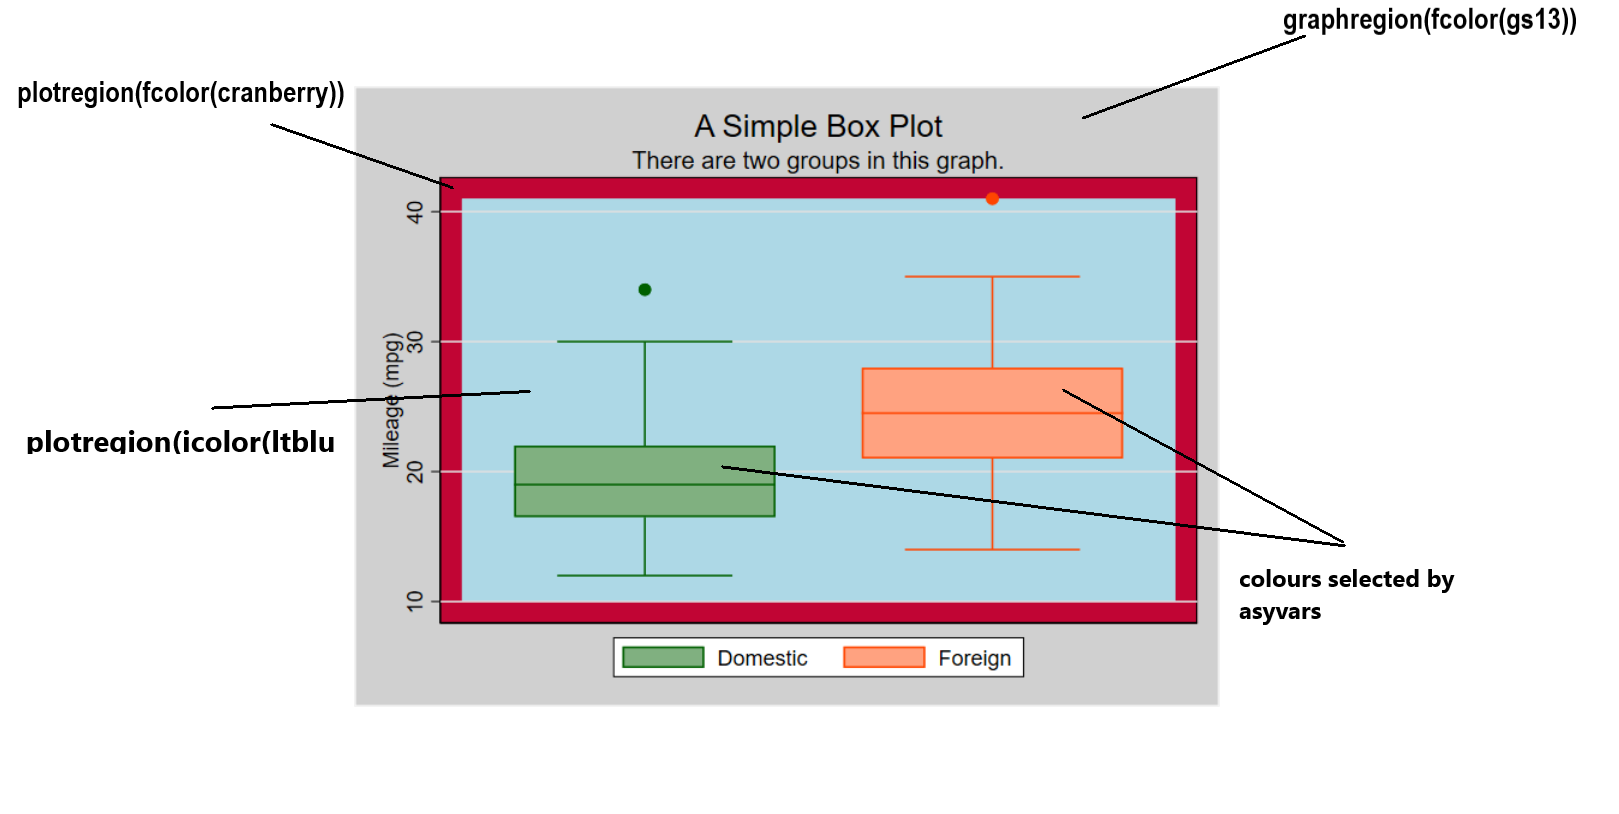 graphregion(fcolor(gs13))
plotregion(fcolor(cranberry))
A Simple Box Plot
There are two groups in this graph.
40
30
20
10
Mileage (mpg)
plotregion(icolor(ltblu
colours selected by
asyvars
Domestic
Foreign